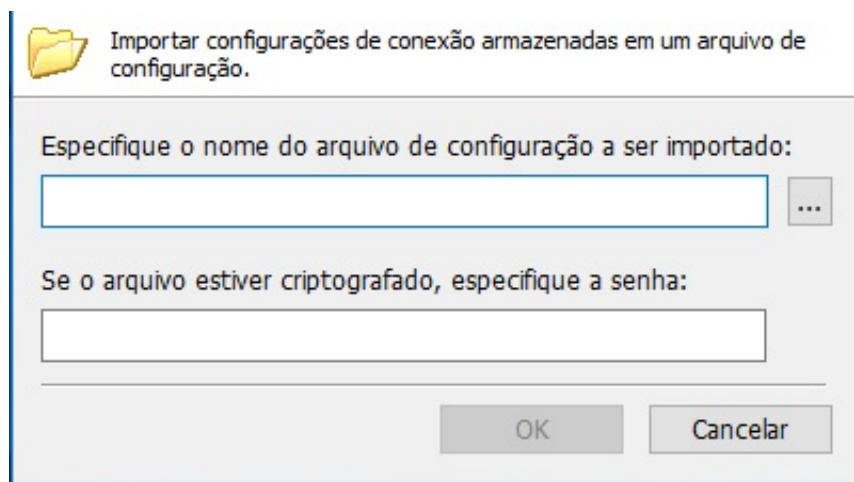 Importar configurações de conexão armazenadas em um arquivo de
configuração.
Especifique o nome do arquivo de configuração a ser importado:
...
Se o arquivo estiver criptografado, especifique a senha:
OK
Cancelar